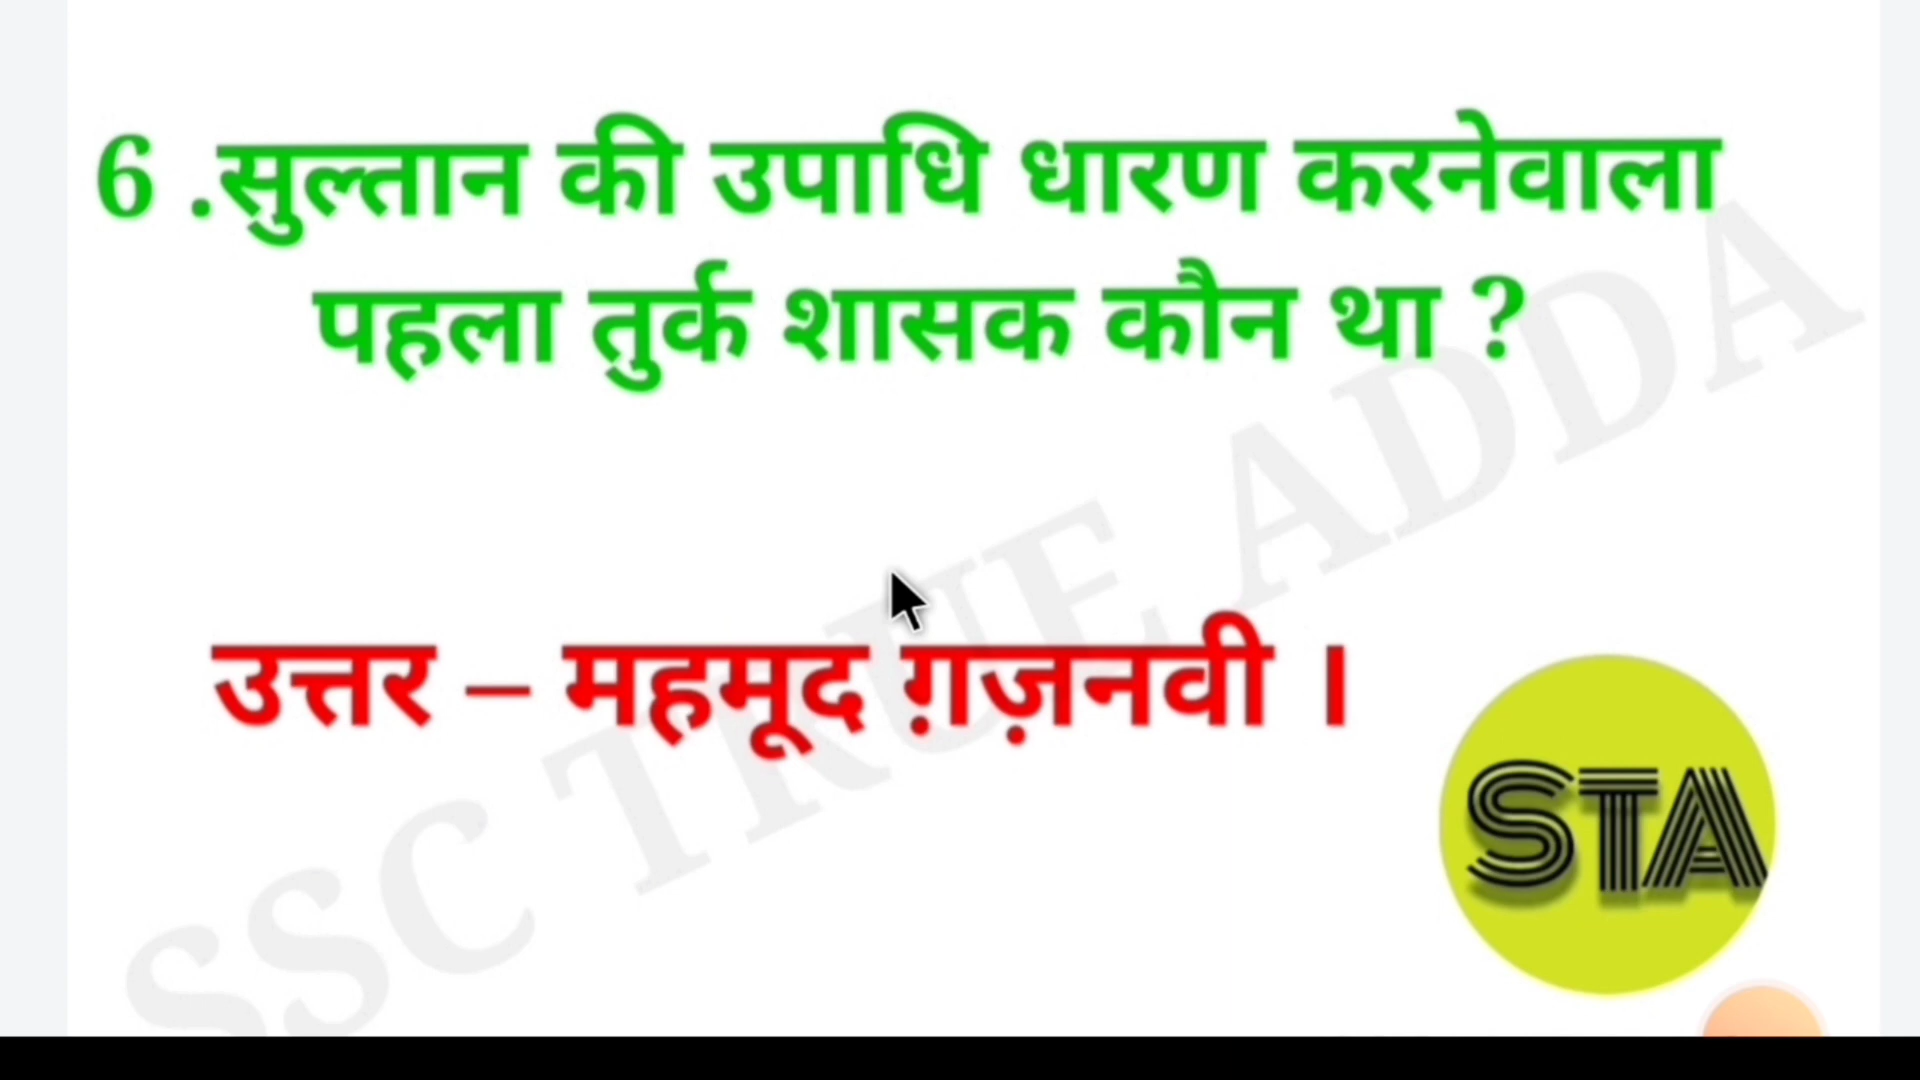 6 .सुल्तान की उपाधि धारण करनेवाला
पहला तुर्क शासक कौन था ?
उत्तर – महमूद ग़ज़नवी ।
SSC TRUE ADDA
STA